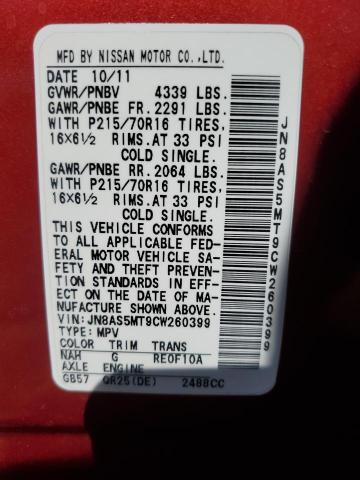 MFD BY NISSAN MOTOR CO.,LTD.
DATE 10/11
GVWR/PNBV 4339 LBS.
GAWR/PNBE FR. 2291 LBS.
WITH P215/70R16 TIRES,
16X6½ RIMS. AT 33 PSI
COLD SINGLE.
GAWR/PNBE RR. 2064 LBS.
WITH P215/70R16 TIRES,
16X6½ RIMS. AT 33 PSI
COLD SINGLE.
THIS VEHICLE CONFORMS
TO ALL APPLICABLE FED-
ERAL MOTOR VEHICLE SA-
FETY AND THEFT PREVEN-
TION STANDARDS IN EFF-
ECT ON THE DATE OF MA-
NUFACTURE SHOWN ABOVE.
VIN:JN8AS5MT9CW260399
TYPE: MPV
COLOR TRIM TRANS
NAH G RE0F10A
AXLE ENGINE
GB57 QR25(DE) 2488CC
JN8AS5MT9CW260399